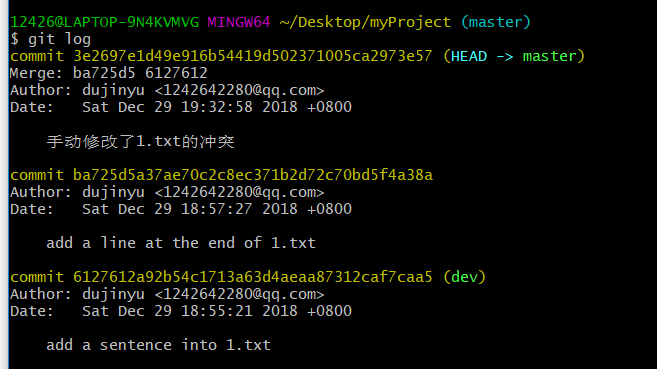 12426@LAPTOP-9N4KVMVG MINGW64 ~/Desktop/myProject (master)
$ git log
commit 3e2697e1d49e916b54419d502371005ca2973e57 (HEAD -> master)
Merge: ba725d5 6127612
Author: dujinyu <1242642280@qq.com>
Date:   Sat Dec 29 19:32:58 2018 +0800
    手动修改了1.txt的冲突
commit ba725d5a37ae70c2c8ec371b2d72c70bd5f4a38a
Author: dujinyu <1242642280@qq.com>
Date:   Sat Dec 29 18:57:27 2018 +0800
    add a line at the end of 1.txt
commit 6127612a92b54c1713a63d4aeaa87312caf7caa5 (dev)
Author: dujinyu <1242642280@qq.com>
Date:   Sat Dec 29 18:55:21 2018 +0800
    add a sentence into 1.txt